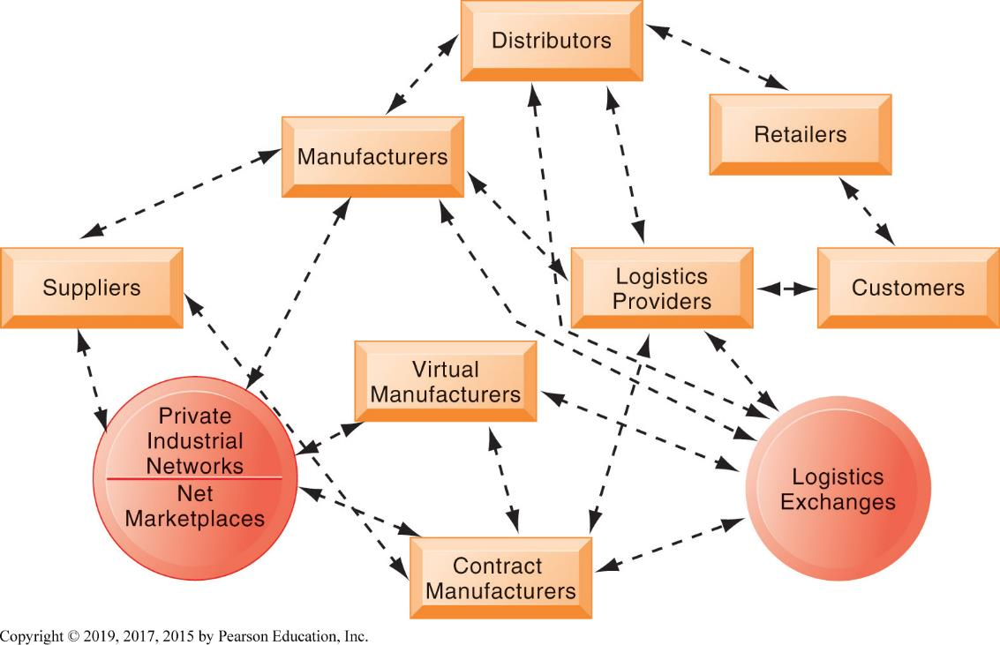 Distributors
Retailers
Manufacturers
Suppliers
Logistics
Providers
Customers
Virtual
Manufacturers
Private
Industrial
Networks
Net
Marketplaces
Logistics
Exchanges
Contract
Manufacturers
Copyright © 2019, 2017, 2015 by Pearson Education, Inc.